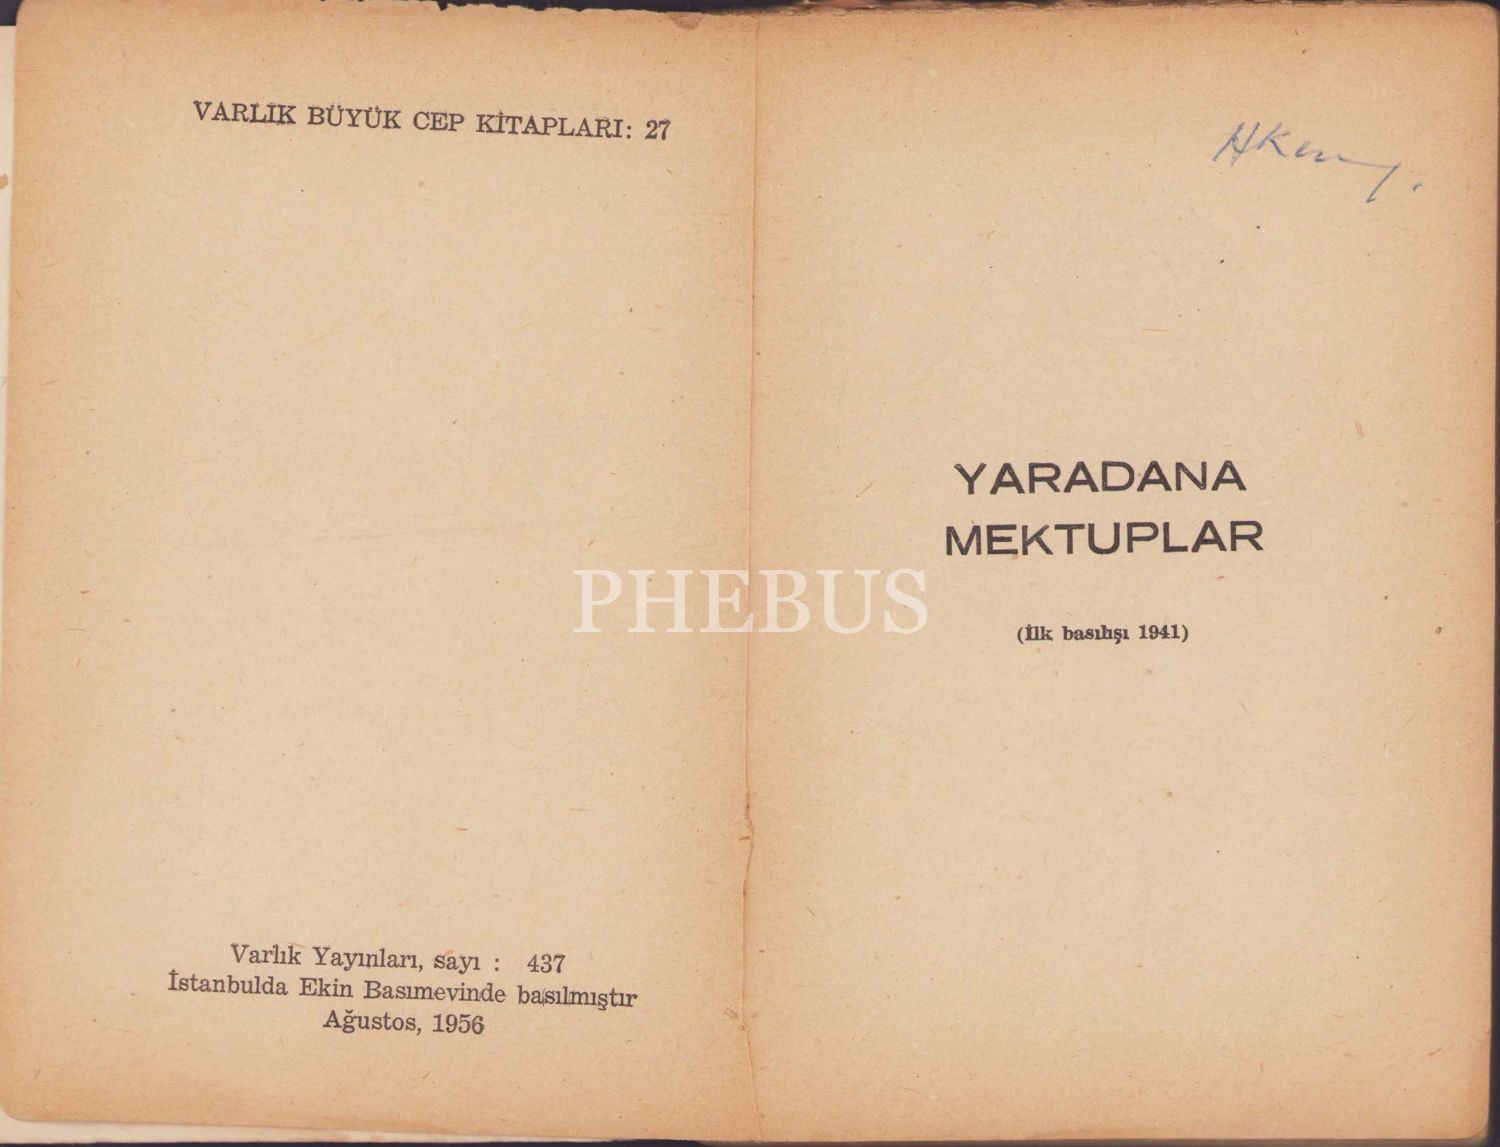 VARLIK BÜYÜK CEP KİTAPLARI: 27
Varlık Yayınları, sayı : 437
İstanbulda Ekin Basımevinde basılmıştır
Ağustos, 1956
YARADANA
MEKTUPLAR
(İlk basılışı 1941)
PHEBUS